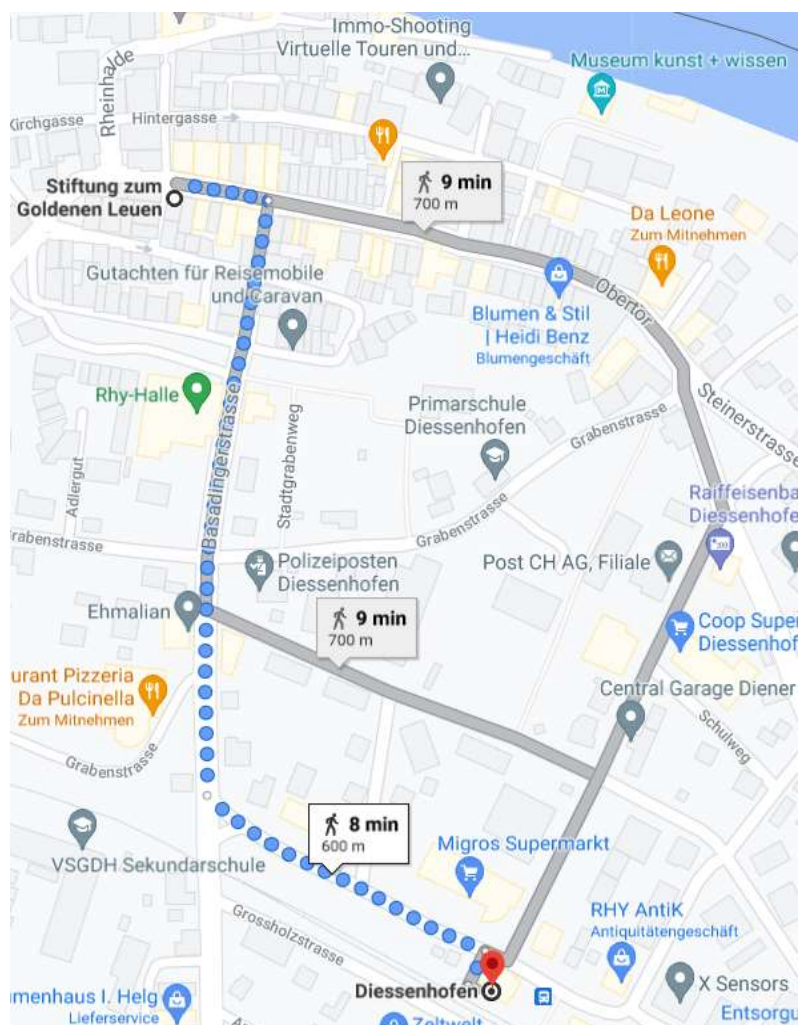 Immo-Shooting
Virtuelle Touren und...
Museum kunst + wissen
Rheinhalde
Kirchgasse
Hintergasse
Stiftung zum
Goldenen Leuen
9 min
700 m
Da Leone
Zum Mitnehmen
Gutachten für Reisemobile
und Caravan
Obertor
Blumen & Stil
| Heidi Benz
Blumengeschäft
Rhy-Halle
Basadingerstrasse
Stadtgrabenweg
Primarschule
Diessenhofen
Grabenstrasse
Steinerstrasse
Adlergut
Raiffeisenba
Diessenhofe
Grabenstrasse
Grabenstrasse
Polizeiposten
Diessenhofen
Post CH AG, Filiale
Ehmalian
9 min
700 m
Coop Super
Diessenhof
urant Pizzeria
Da Pulcinella
Zum Mitnehmen
Central Garage Diener
Schulweg
Grabenstrasse
8 min
600 m
VSGDH Sekundarschule
Migros Supermarkt
Grossholzstrasse
RHY AntiK
Antiquitätengeschäft
Diessenhofen
X Sensors
menhaus I. Helg
Lieferservice
Zeltwelt
Entsorgu